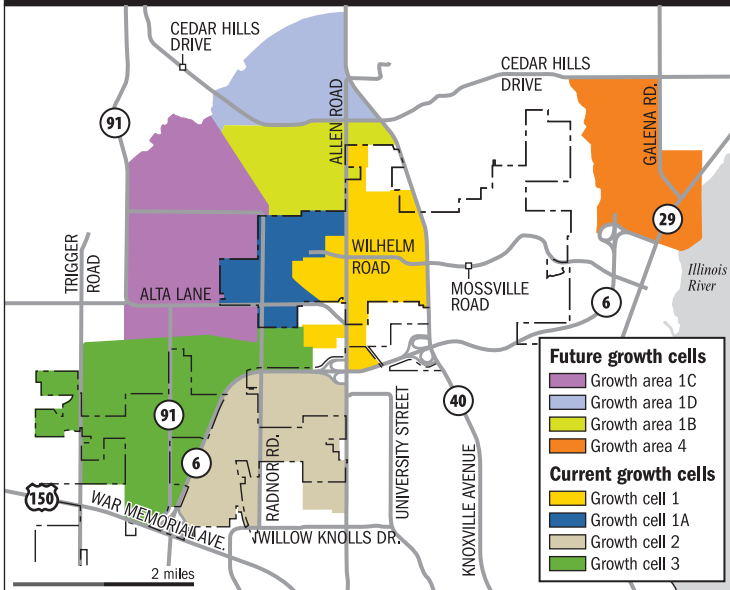 CEDAR HILLS
DRIVE
CEDAR HILLS
DRIVE
91
ALLEN ROAD
GALENA RD.
29
TRIGGER
ROAD
WILHELM
ROAD
MOSSVILLE
ROAD
Illinois
River
ALTA LANE
6
91
40
6
RADNOR RD.
UNIVERSITY STREET
KNOXVILLE AVENUE
150
WAR MEMORIAL AVE.
WILLOW KNOLLS DR.
2 miles
Future growth cells
Growth area 1C
Growth area 1D
Growth area 1B
Growth area 4
Current growth cells
Growth cell 1
Growth cell 1A
Growth cell 2
Growth cell 3